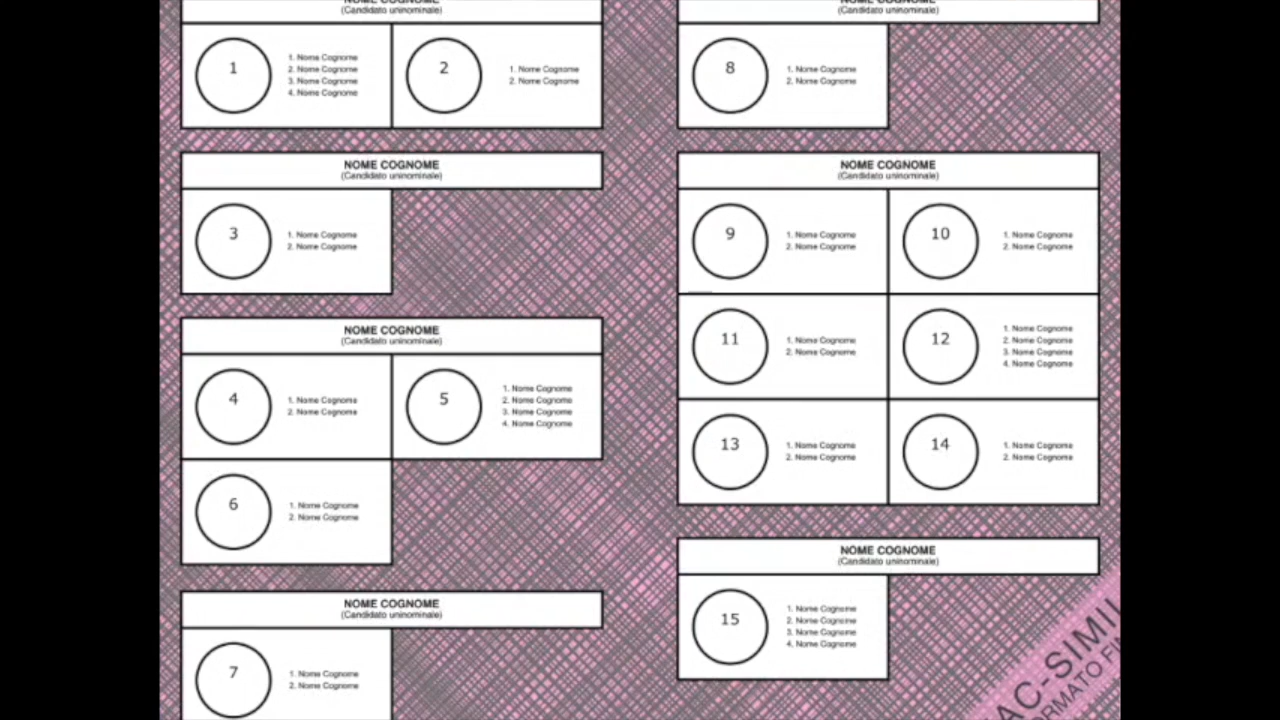 NOME COGNOME
(Candidato uninominale)
1
1. Nome Cognome
2. Nome Cognome
3. Nome Cognome
4. Nome Cognome
2
1. Nome Cognome
2. Nome Cognome
NOME COGNOME
(Candidato uninominale)
3
1. Nome Cognome
2. Nome Cognome
NOME COGNOME
(Candidato uninominale)
4
1. Nome Cognome
2. Nome Cognome
5
1. Nome Cognome
2. Nome Cognome
3. Nome Cognome
4. Nome Cognome
6
1. Nome Cognome
2. Nome Cognome
NOME COGNOME
(Candidato uninominale)
7
1. Nome Cognome
2. Nome Cognome
NOME COGNOME
(Candidato uninominale)
8
1. Nome Cognome
2. Nome Cognome
NOME COGNOME
(Candidato uninominale)
9
1. Nome Cognome
2. Nome Cognome
10
1. Nome Cognome
2. Nome Cognome
11
1. Nome Cognome
2. Nome Cognome
12
1. Nome Cognome
2. Nome Cognome
3. Nome Cognome
4. Nome Cognome
13
1. Nome Cognome
2. Nome Cognome
14
1. Nome Cognome
2. Nome Cognome
NOME COGNOME
(Candidato uninominale)
15
1. Nome Cognome
2. Nome Cognome
3. Nome Cognome
4. Nome Cognome
AC SIMI
RMATO FI